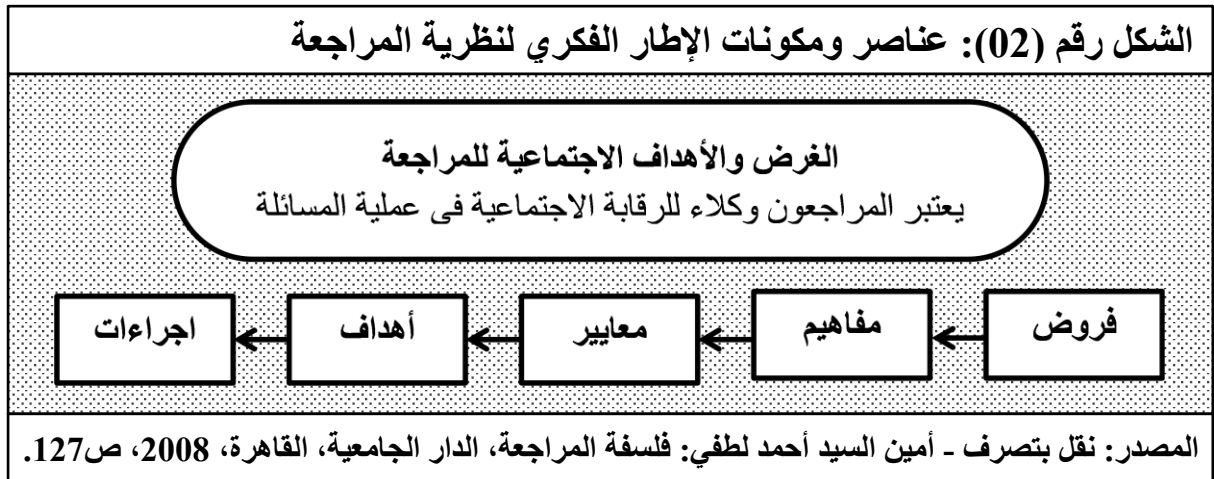 الشكل رقم (02): عناصر ومكونات الإطار الفكري لنظرية المراجعة
الغرض والأهداف الاجتماعية للمراجعة
يعتبر المراجعون وكلاء للرقابة الاجتماعية فى عملية المسائلة
فروض
مفاهيم
معايير
أهداف
اجراءات
المصدر: نقل بتصرف - أمين السيد أحمد لطفي: فلسفة المراجعة، الدار الجامعية، القاهرة، 2008، ص127.